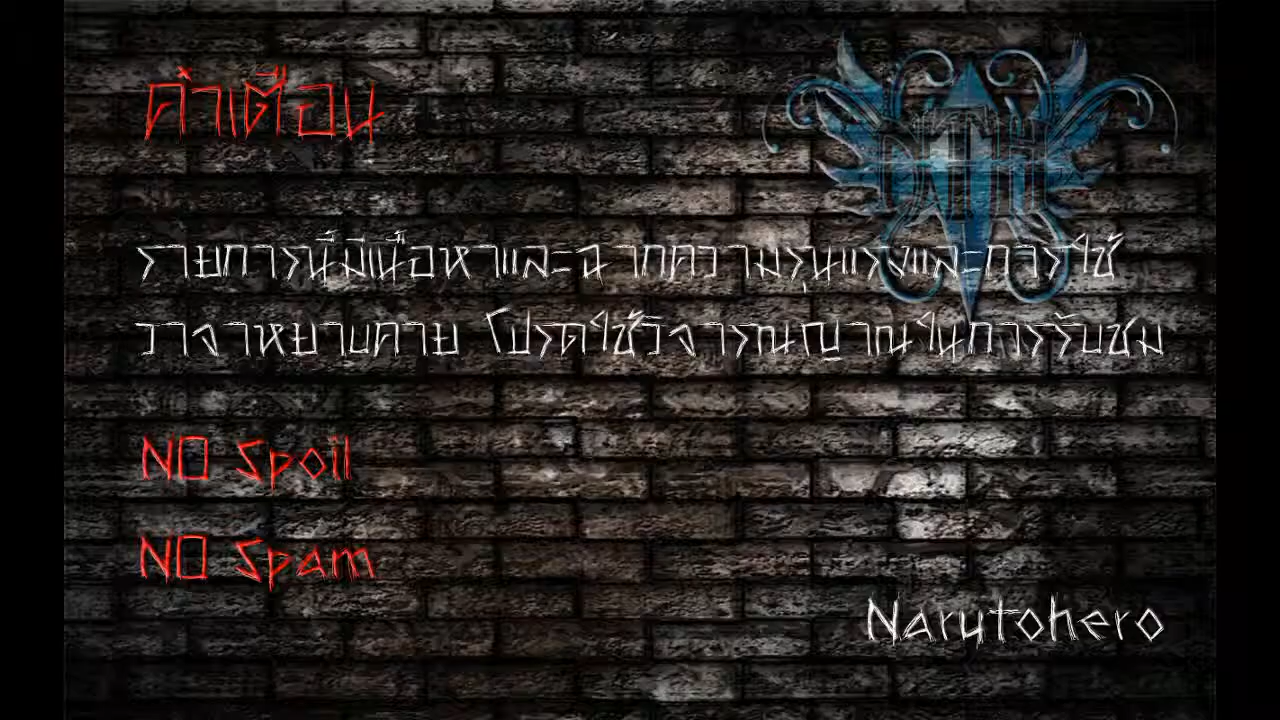 คำเตือน
รายการนี้มีเนื้อหาและฉากความรุนแรงและการใช้
วาจาหยาบคาย โปรดใช้วิจารณญาณในการรับชม
NO Spoil
NO Spam
Narutohero